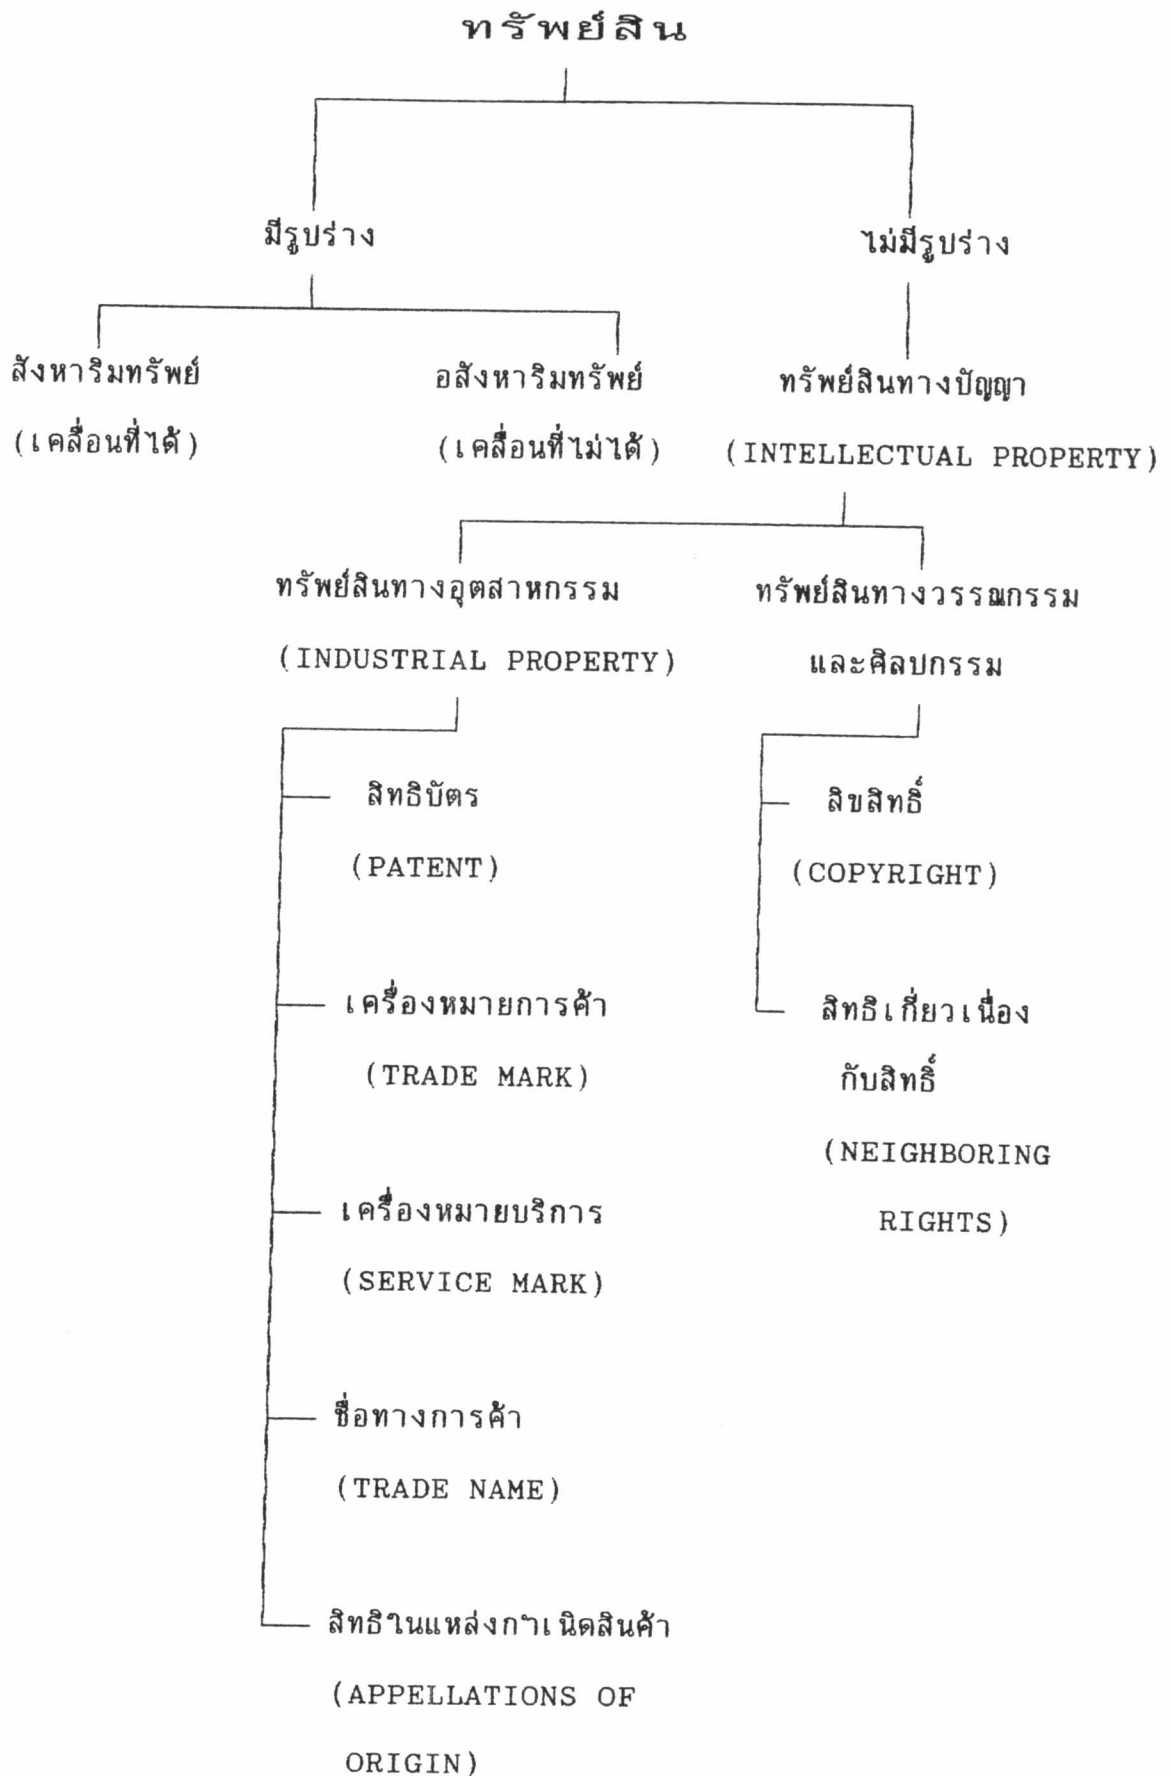 ทรัพย์สิน
มีรูปร่าง
ไม่มีรูปร่าง
สังหาริมทรัพย์
(เคลื่อนที่ได้)
อสังหาริมทรัพย์
(เคลื่อนที่ไม่ได้)
ทรัพย์สินทางปัญญา
(INTELLECTUAL PROPERTY)
ทรัพย์สินทางอุตสาหกรรม
(INDUSTRIAL PROPERTY)
ทรัพย์สินทางวรรณกรรม
และศิลปกรรม
สิทธิบัตร
(PATENT)
เครื่องหมายการค้า
(TRADE MARK)
เครื่องหมายบริการ
(SERVICE MARK)
ชื่อทางการค้า
(TRADE NAME)
สิทธิในแหล่งกำเนิดสินค้า
(APPELLATIONS OF
ORIGIN)
ลิขสิทธิ์
(COPYRIGHT)
สิทธิเกี่ยวเนื่อง
กับสิทธิ์
(NEIGHBORING
RIGHTS)